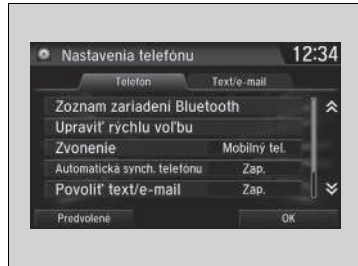 Nastavenia telefónu 12:34
Telefón Text/e-mail
Zoznam zariadení Bluetooth
Upraviť rýchlu voľbu
Zvonenie Mobilný tel.
Automatická synch. telefónu Zap.
Povoliť text/e-mail Zap.
Predvolené OK